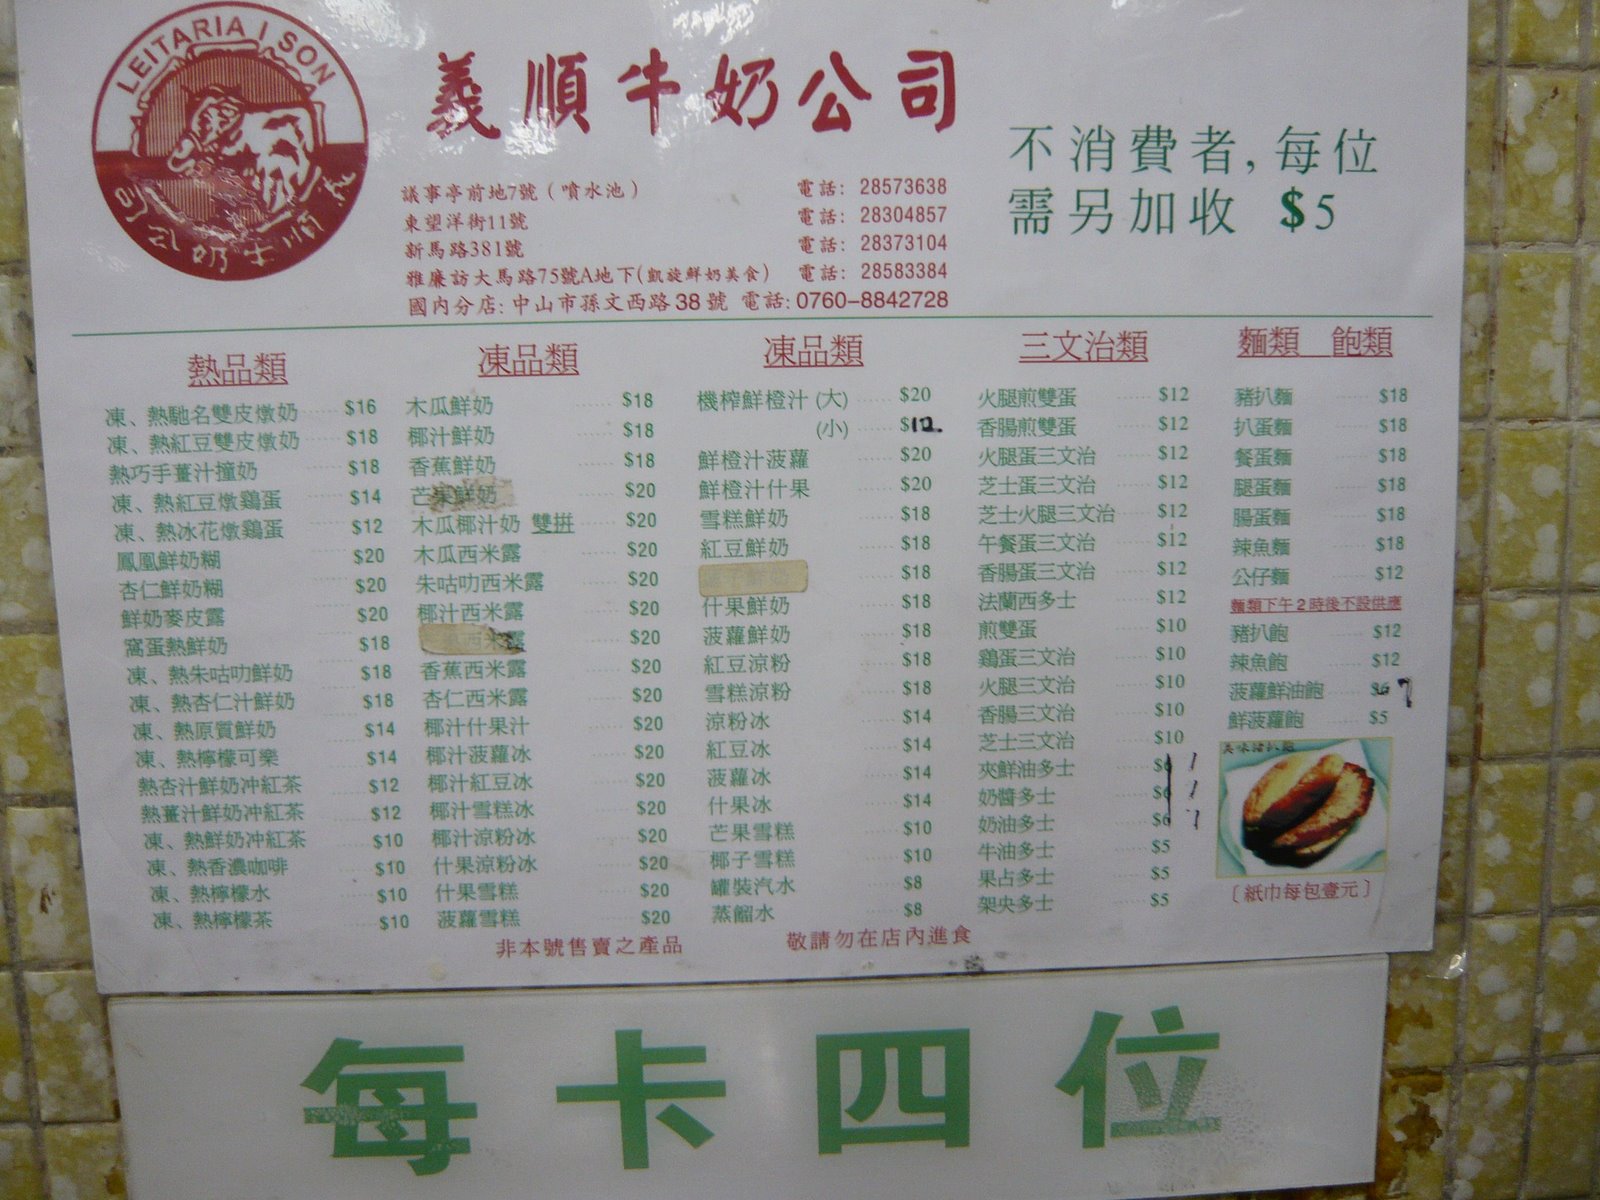 LEITARIA I SON
義順牛奶公司
義順牛奶公司
不消費者,每位
需另加收 $5
議事亭前地7號(噴水池) 電話: 28573638
東望洋街11號 電話: 28304857
新馬路381號 電話: 28373104
雅廉訪大馬路75號A地下(凱旋鮮奶美食) 電話: 28583384
國内分店: 中山市孫文西路38號 電話: 0760-8842728
熱品類
凍、熱馳名雙皮燉奶 $16
凍、熱紅豆雙皮燉奶 $18
熱巧手薑汁撞奶 $18
凍、熱紅豆燉鷄蛋 $14
凍、熱冰花燉鷄蛋 $12
鳳凰鮮奶糊 $20
杏仁鮮奶糊 $20
鮮奶麥皮露 $20
窩蛋熱鮮奶 $18
凍、熱朱咕叻鮮奶 $18
凍、熱杏仁汁鮮奶 $18
凍、熱原質鮮奶 $14
凍、熱檸檬可樂 $14
熱杏汁鮮奶冲紅茶 $12
熱薑汁鮮奶冲紅茶 $12
凍、熱鮮奶冲紅茶 $10
凍、熱香濃咖啡 $10
凍、熱檸檬水 $10
凍、熱檸檬茶 $10
凍品類
木瓜鮮奶 $18
椰汁鮮奶 $18
香蕉鮮奶 $18
芒果鮮奶 $20
木瓜椰汁奶 雙拼 $20
木瓜西米露 $20
朱咕叻西米露 $20
椰汁西米露 $20
西米露 $20
香蕉西米露 $20
杏仁西米露 $20
椰汁什果汁 $20
椰汁菠蘿冰 $20
椰汁紅豆冰 $20
椰汁雪糕冰 $20
椰汁涼粉冰 $20
什果涼粉冰 $20
什果雪糕 $20
菠蘿雪糕 $20
凍品類
機榨鮮橙汁 (大) $20
(小) $12
鮮橙汁菠蘿 $20
鮮橙汁什果 $20
雪糕鮮奶 $18
紅豆鮮奶 $18
$18
什果鮮奶 $18
菠蘿鮮奶 $18
紅豆涼粉 $18
雪糕涼粉 $18
涼粉冰 $14
紅豆冰 $14
菠蘿冰 $14
什果冰 $14
芒果雪糕 $10
椰子雪糕 $10
罐裝汽水 $8
蒸餾水 $8
三文治類
火腿煎雙蛋 $12
香腸煎雙蛋 $12
火腿蛋三文治 $12
芝士蛋三文治 $12
芝士火腿三文治 $12
午餐蛋三文治 $12
香腸蛋三文治 $12
法蘭西多士 $12
煎雙蛋 $10
鷄蛋三文治 $10
火腿三文治 $10
香腸三文治 $10
芝士三文治 $10
夾鮮油多士 $6
奶醬多士 $6
奶油多士 $6
牛油多士 $5
果占多士 $5
架央多士 $5
麵類 飽類
豬扒麵 $18
扒蛋麵 $18
餐蛋麵 $18
腿蛋麵 $18
腸蛋麵 $18
辣魚麵 $18
公仔麵 $12
麵類下午2時後不設供應
豬扒飽 $12
辣魚飽 $12
菠蘿鮮油飽 $6 7
鮮菠蘿飽 $5
〔紙巾每包壹元〕
非本號售賣之產品 敬請勿在店內進食
每卡四位